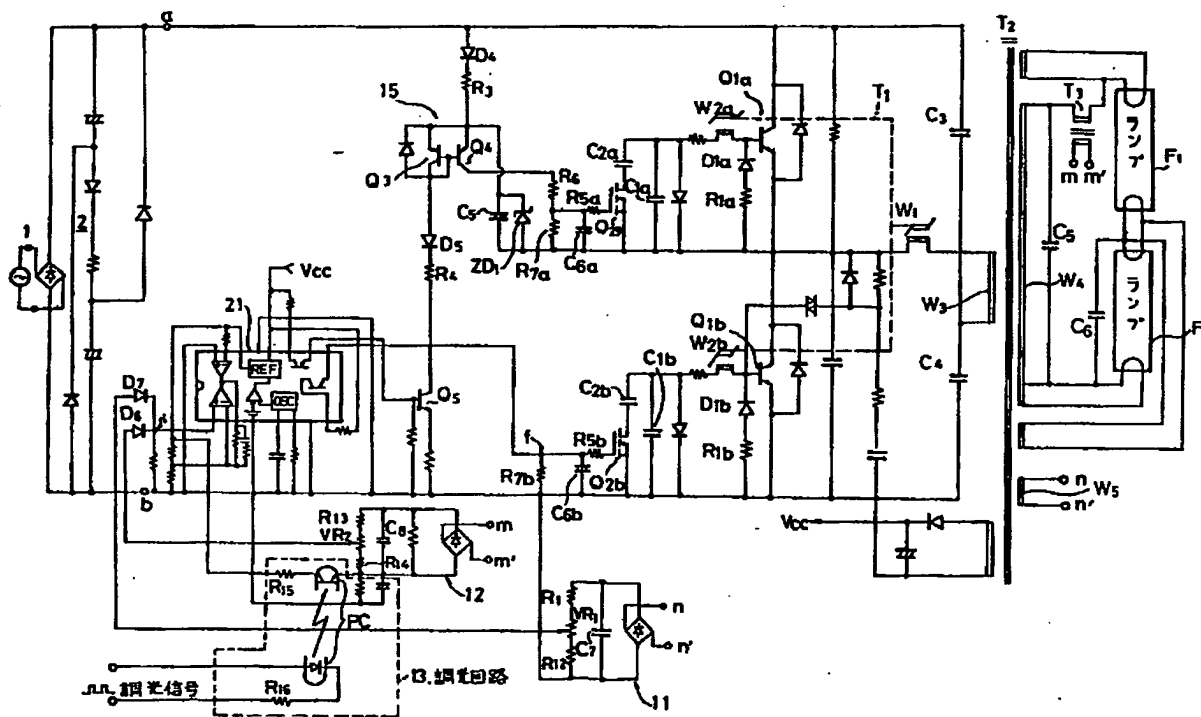 a
T₂
D₄
R₃
15
Q₃
Q₄
C₅
ZD₁
R₆
R₅a
R₇a
C₆a
Q₂a
C₂a
C₁a
W₂a
D₁a
R₁a
Q₁a
T₁
C₃
T₃
m
m'
ランプ
F₁
1
2
W₁
D₅
R₄
C₅
W₄
W₃
Vcc
21
REF
OSC
D₇
D₆
Q₅
C₂b
C₁b
W₂b
Q₁b
D₁b
R₁b
C₄
C₆
ランプ
b
f
R₇b
R₅b
C₆b
Q₂b
n
n'
W₅
R₁₃
VR₂
C₈
R₁₄
m
m'
12
Vcc
R₁₅
PC
R₁
VR₁
C₇
R₁₂
n
n'
11
調光信号
R₁₆
13.調光回路